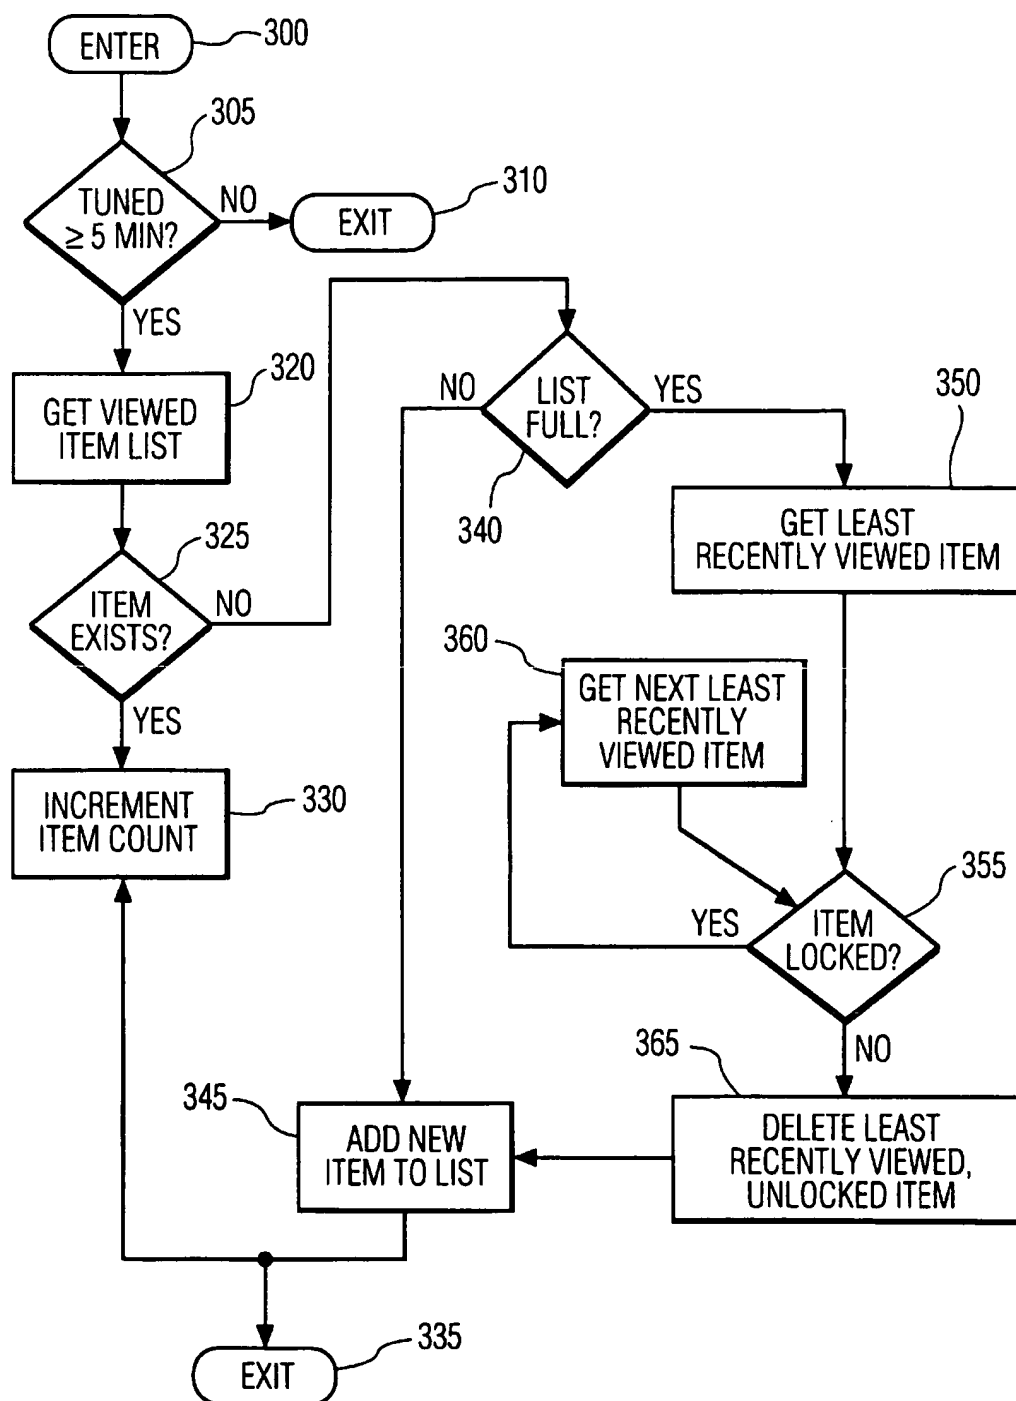 ENTER
300
305
TUNED
≥ 5 MIN?
NO
EXIT
310
YES
320
GET VIEWED
ITEM LIST
325
ITEM
EXISTS?
NO
YES
INCREMENT
ITEM COUNT
330
LIST
FULL?
NO
YES
340
350
GET LEAST
RECENTLY VIEWED ITEM
360
GET NEXT LEAST
RECENTLY
VIEWED ITEM
355
ITEM
LOCKED?
YES
NO
365
DELETE LEAST
RECENTLY VIEWED,
UNLOCKED ITEM
345
ADD NEW
ITEM TO LIST
EXIT
335